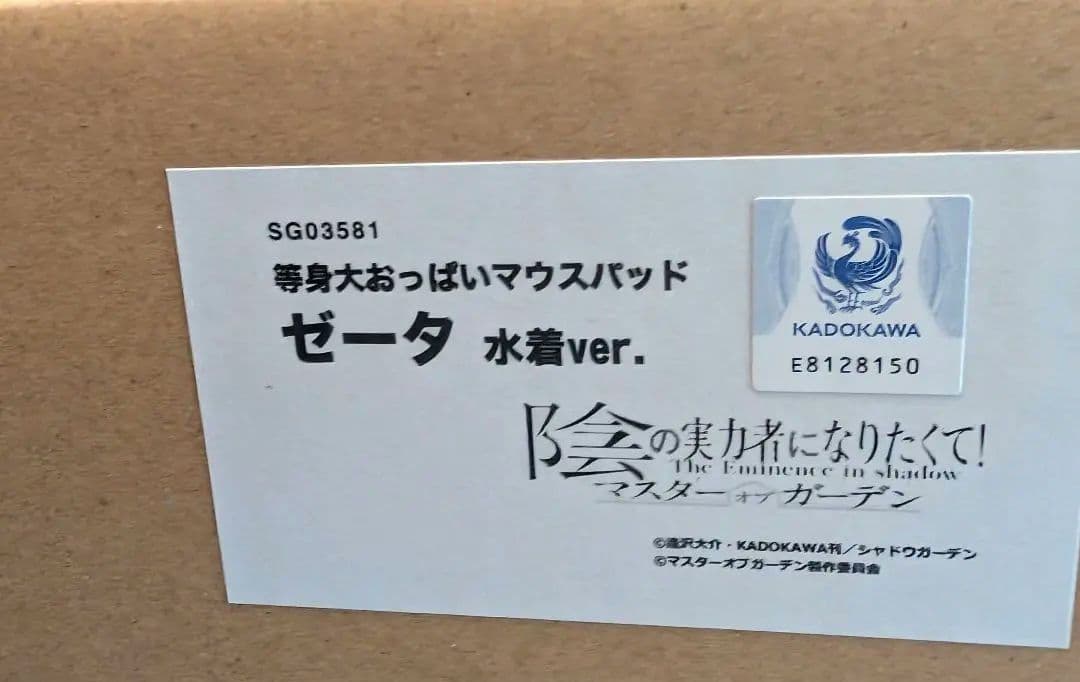 SG03581
等身大おっぱいマウスパッド
ゼータ 水着ver.
KADOKAWA
E8128150
陰の実力者になりたくて!
The Eminence in shadow
マスターオブガーデン
©逢沢大介・KADOKAWA刊／シャドウガーデン
©マスターオブガーデン製作委員会